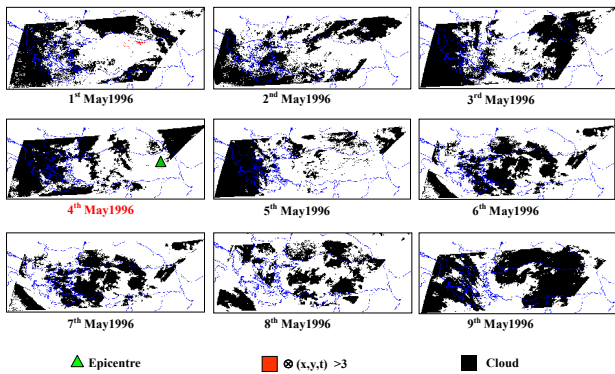 1st May1996
2nd May1996
3rd May1996
4th May1996
5th May1996
6th May1996
7th May1996
8th May1996
9th May1996
Epicentre
⊗ (x,y,t) >3
Cloud